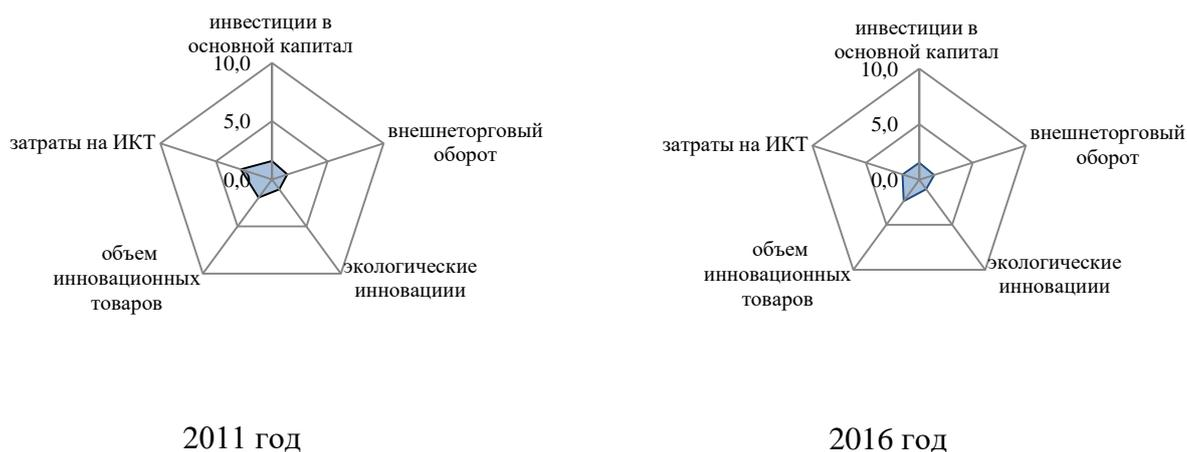 инвестиции в
основной капитал
10,0
5,0
0,0
затраты на ИКТ
внешнеторговый
оборот
объем
инновационных
товаров
экологические
инновациии
2011 год
инвестиции в
основной капитал
10,0
5,0
0,0
затраты на ИКТ
внешнеторговый
оборот
объем
инновационных
товаров
экологические
инновациии
2016 год